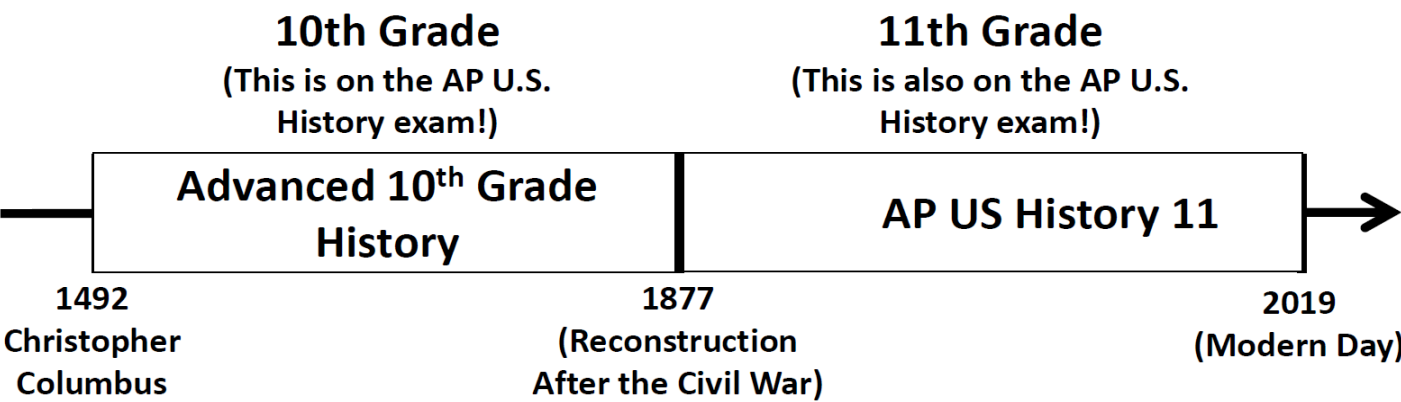 10th Grade
(This is on the AP U.S.
History exam!)
11th Grade
(This is also on the AP U.S.
History exam!)
Advanced 10th Grade
History
AP US History 11
1492
Christopher
Columbus
1877
(Reconstruction
After the Civil War)
2019
(Modern Day)